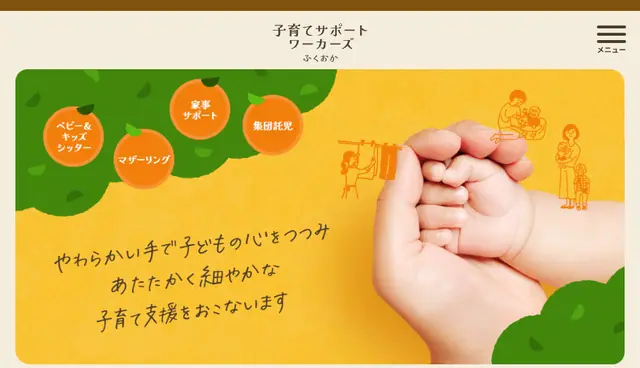 子育てサポート
ワーカーズ
ふくおか
メニュー
ベビー＆
キッズ
シッター
マザーリング
家事
サポート
集団託児
やわらかい手で子どもの心をつつみ
あたたかく細やかな
子育て支援をおこないます